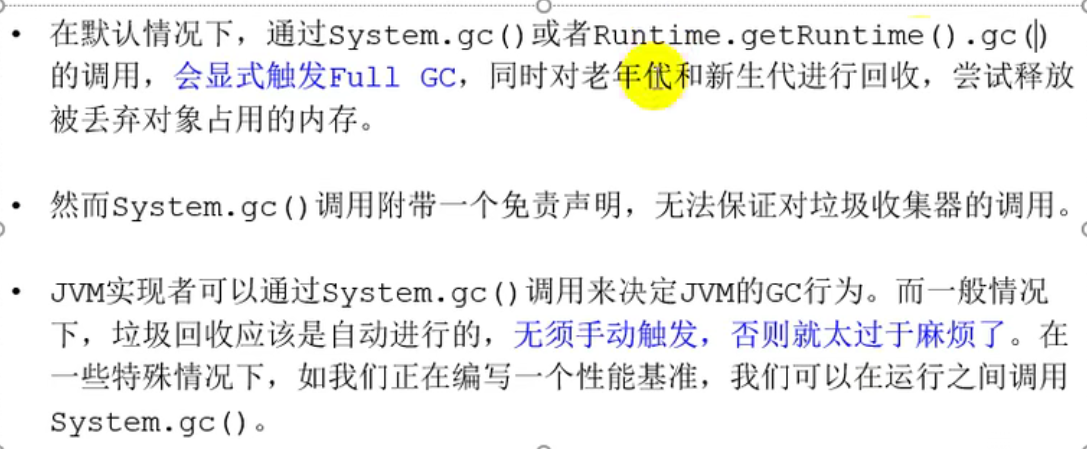 • 在默认情况下，通过System.gc()或者Runtime.getRuntime().gc()
的调用，会显式触发Full GC，同时对老年代和新生代进行回收，尝试释放
被丢弃对象占用的内存。
• 然而System.gc()调用附带一个免责声明，无法保证对垃圾收集器的调用。
• JVM实现者可以通过System.gc()调用来决定JVM的GC行为。而一般情况
下，垃圾回收应该是自动进行的，无须手动触发，否则就太过于麻烦了。在
一些特殊情况下，如我们正在编写一个性能基准，我们可以在运行之间调用
System.gc()。